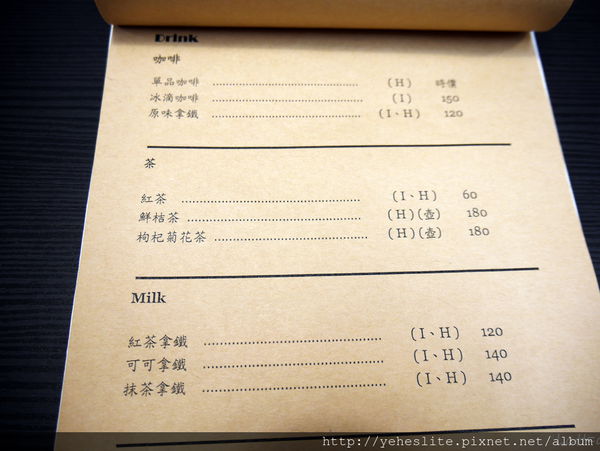 Drink
咖啡
單品咖啡 ........................................ (H) 時價
冰滴咖啡 ........................................ (I) 150
原味拿鐵 ........................................ (I、H) 120
茶
紅茶 ........................................ (I、H) 60
鮮桔茶 ........................................ (H)(壺) 180
枸杞菊花茶 ........................................ (H)(壺) 180
Milk
紅茶拿鐵 ........................................ (I、H) 120
可可拿鐵 ........................................ (I、H) 140
抹茶拿鐵 ........................................ (I、H) 140
http://yeheslite.pixnet.net/album